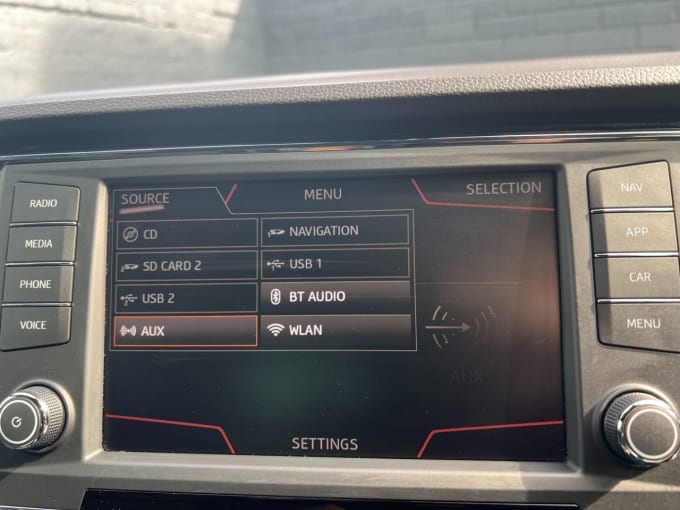 RADIO
MEDIA
PHONE
VOICE
SOURCE
MENU
SELECTION
CD
NAVIGATION
SD CARD 2
USB 1
USB 2
BT AUDIO
AUX
WLAN
AUX
SETTINGS
NAV
APP
CAR
MENU